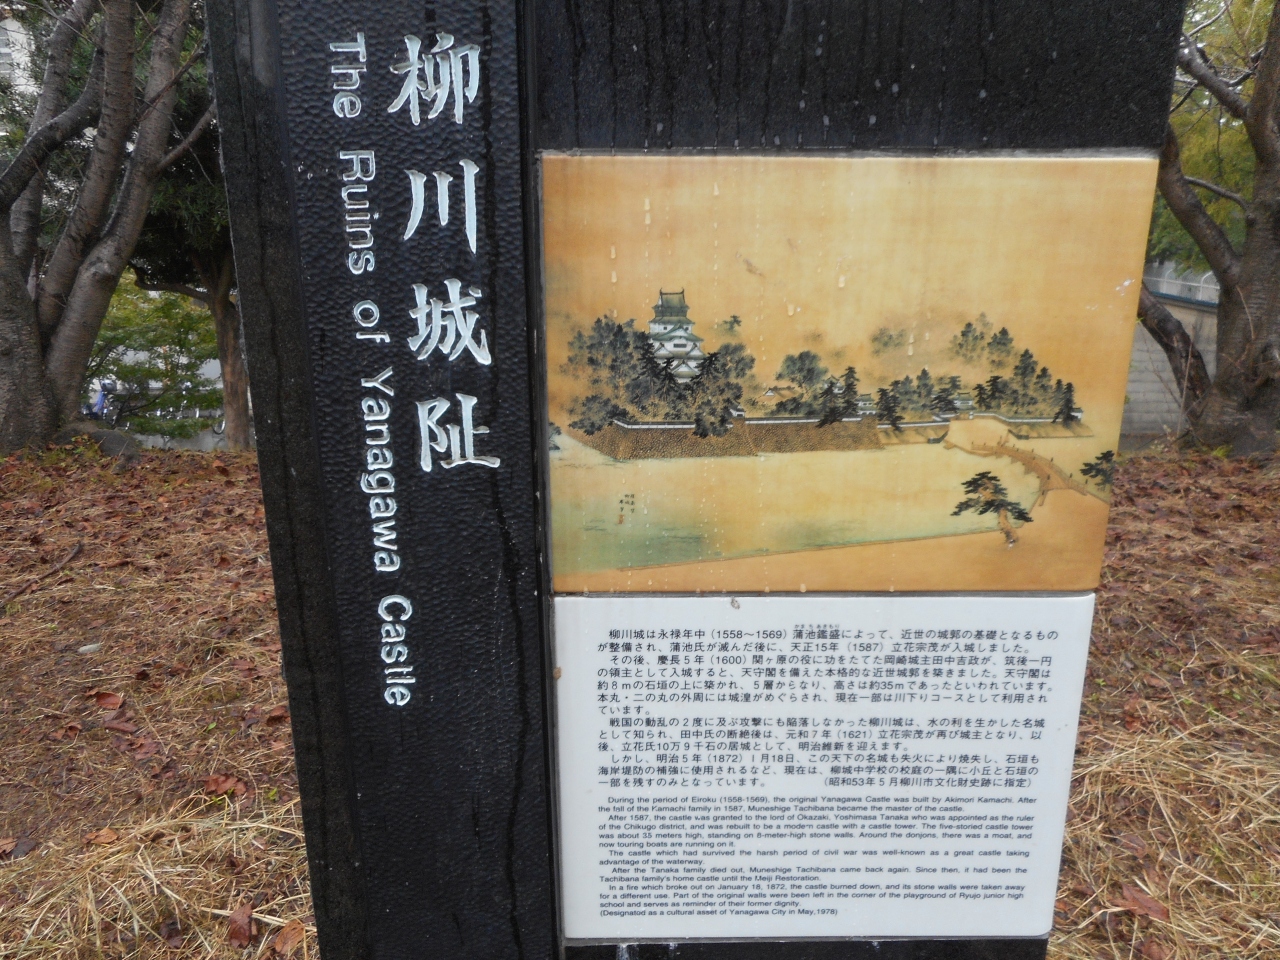 柳川城址
The Ruins of Yanagawa Castle
柳川城は永禄年中(1558〜1569)蒲池鑑盛によって、近世の城郭の基礎となるもの
が整備され、蒲池氏が滅んだ後に、天正15年(1587)立花宗茂が入城しました。
その後、慶長5年(1600)関ヶ原の役に功をたてた岡崎城主田中吉政が、筑後一円
の領主として入城すると、天守閣を備えた本格的な近世城郭を築きました。天守閣は
約8mの石垣の上に築かれ、5層からなり、高さは約35mであったといわれています。
本丸・二の丸の外周には城湟がめぐらされ、現在一部は川下りコースとして利用され
ています。
戦国の動乱の2度に及ぶ攻撃にも陥落しなかった柳川城は、水の利を生かした名城
として知られ、田中氏の断絶後は、元和7年(1621)立花宗茂が再び城主となり、以
後、立花氏10万9千石の居城として、明治維新を迎えます。
しかし、明治5年(1872)1月18日、この天下の名城も失火により焼失し、石垣も
海岸堤防の補強に使用されるなど、現在は、柳城中学校の校庭の一隅に小丘と石垣の
一部を残すのみとなっています。 (昭和53年5月柳川市文化財史跡に指定)
During the period of Eiroku (1558-1569), the original Yanagawa Castle was built by Akimori Kamachi. After
the fall of the Kamachi family in 1587, Muneshige Tachibana became the master of the castle.
After 1587, the castle was granted to the lord of Okazaki, Yoshimasa Tanaka who was appointed as the ruler
of the Chikugo district, and was rebuilt to be a modern castle with a castle tower. The five-storied castle tower
was about 35 meters high, standing on 8-meter-high stone walls. Around the donjons, there was a moat, and
now touring boats are running on it.
The castle which had survived the harsh period of civil war was well-known as a great castle taking
advantage of the waterway.
After the Tanaka family died out, Muneshige Tachibana came back again. Since then, it had been the
Tachibana family's home castle until the Meiji Restoration.
In a fire which broke out on January 18, 1872, the castle burned down, and its stone walls were taken away
for a different use. Part of the original walls were been left in the corner of the playground of Ryujo junior high
school and serves as reminder of their former dignity.
(Designated as a cultural asset of Yanagawa City in May,1978)